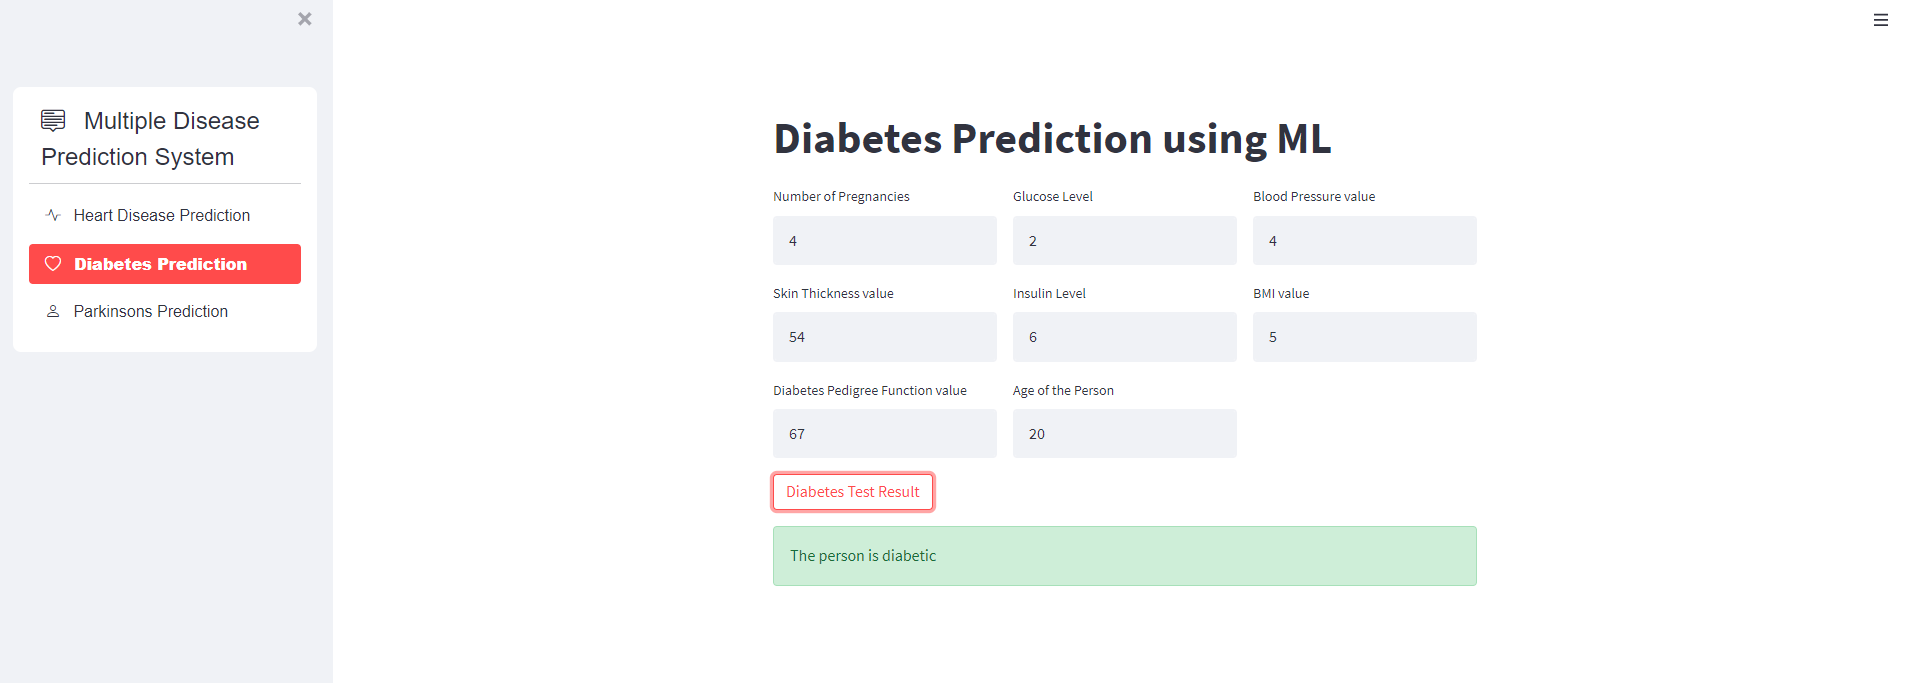 Multiple Disease
Prediction System
Heart Disease Prediction
Diabetes Prediction
Parkinsons Prediction
Diabetes Prediction using ML
Number of Pregnancies
Glucose Level
Blood Pressure value
4
2
4
Skin Thickness value
Insulin Level
BMI value
54
6
5
Diabetes Pedigree Function value
Age of the Person
67
20
Diabetes Test Result
The person is diabetic